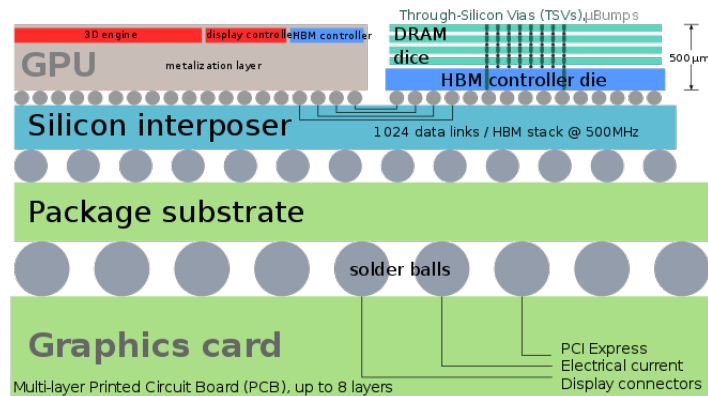 Through-Silicon Vias (TSVs),µBumps
3D engine
display controller
HBM controller
GPU
metalization layer
DRAM
dice
HBM controller die
500 µm
Silicon interposer
1024 data links / HBM stack @ 500MHz
Package substrate
solder balls
Graphics card
PCI Express
Electrical current
Display connectors
Multi-layer Printed Circuit Board (PCB), up to 8 layers